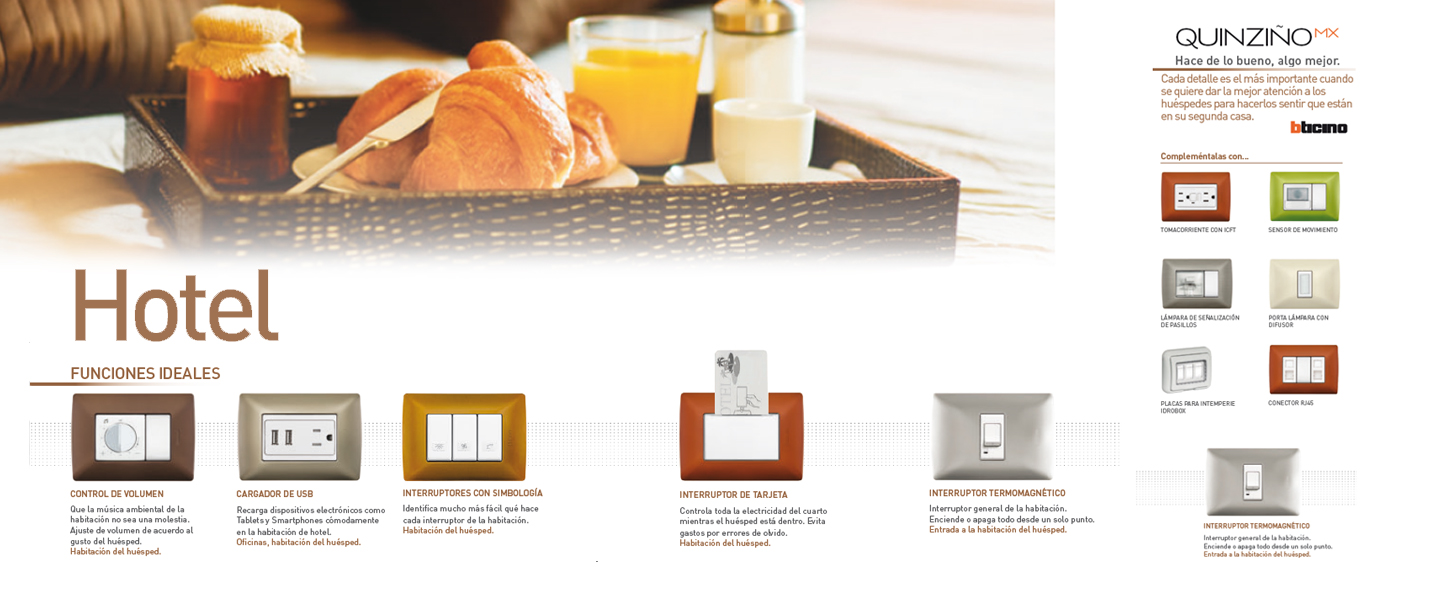 QUINZIÑO MX
Hace de lo bueno, algo mejor.
Cada detalle es el más importante cuando
se quiere dar la mejor atención a los
huéspedes para hacerlos sentir que están
en su segunda casa.
bticino
Compleméntalas con...
TOMACORRIENTE CON ICFT
SENSOR DE MOVIMIENTO
LÁMPARA DE SEÑALIZACIÓN
DE PASILLOS
PORTA LÁMPARA CON
DIFUSOR
PLACAS PARA INTEMPERIE
IDROBOX
CONECTOR RJ45
Hotel
FUNCIONES IDEALES
CONTROL DE VOLUMEN
Que la música ambiental de la
habitación no sea una molestia.
Ajuste de volumen de acuerdo al
gusto del huésped.
Habitación del huésped.
CARGADOR DE USB
Recarga dispositivos electrónicos como
Tablets y Smartphones cómodamente
en la habitación de hotel.
Oficinas, habitación del huésped.
INTERRUPTORES CON SIMBOLOGÍA
Identifica mucho más fácil qué hace
cada interruptor de la habitación.
Habitación del huésped.
INTERRUPTOR DE TARJETA
Controla toda la electricidad del cuarto
mientras el huésped está dentro. Evita
gastos por errores de olvido.
Habitación del huésped.
INTERRUPTOR TERMOMAGNÉTICO
Interruptor general de la habitación.
Enciende o apaga todo desde un solo punto.
Entrada a la habitación del huésped.
INTERRUPTOR TERMOMAGNÉTICO
Interruptor general de la habitación.
Enciende o apaga todo desde un solo punto.
Entrada a la habitación del huésped.